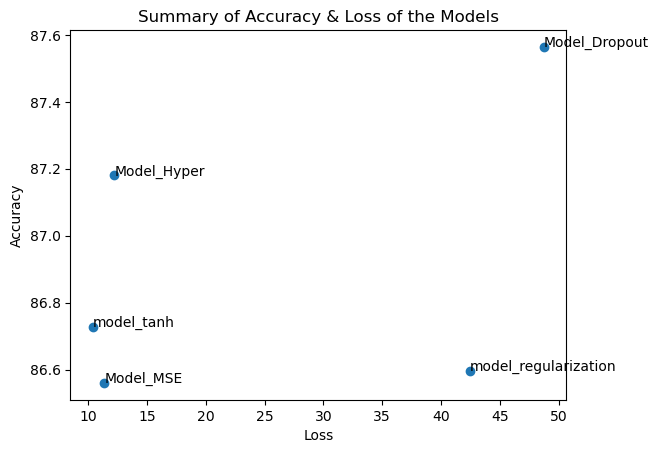 Summary of Accuracy & Loss of the Models
87.6
87.4
87.2
87.0
86.8
86.6
Accuracy
Model_Dropout
Model_Hyper
model_tanh
Model_MSE
model_regularization
10 15 20 25 30 35 40 45 50
Loss